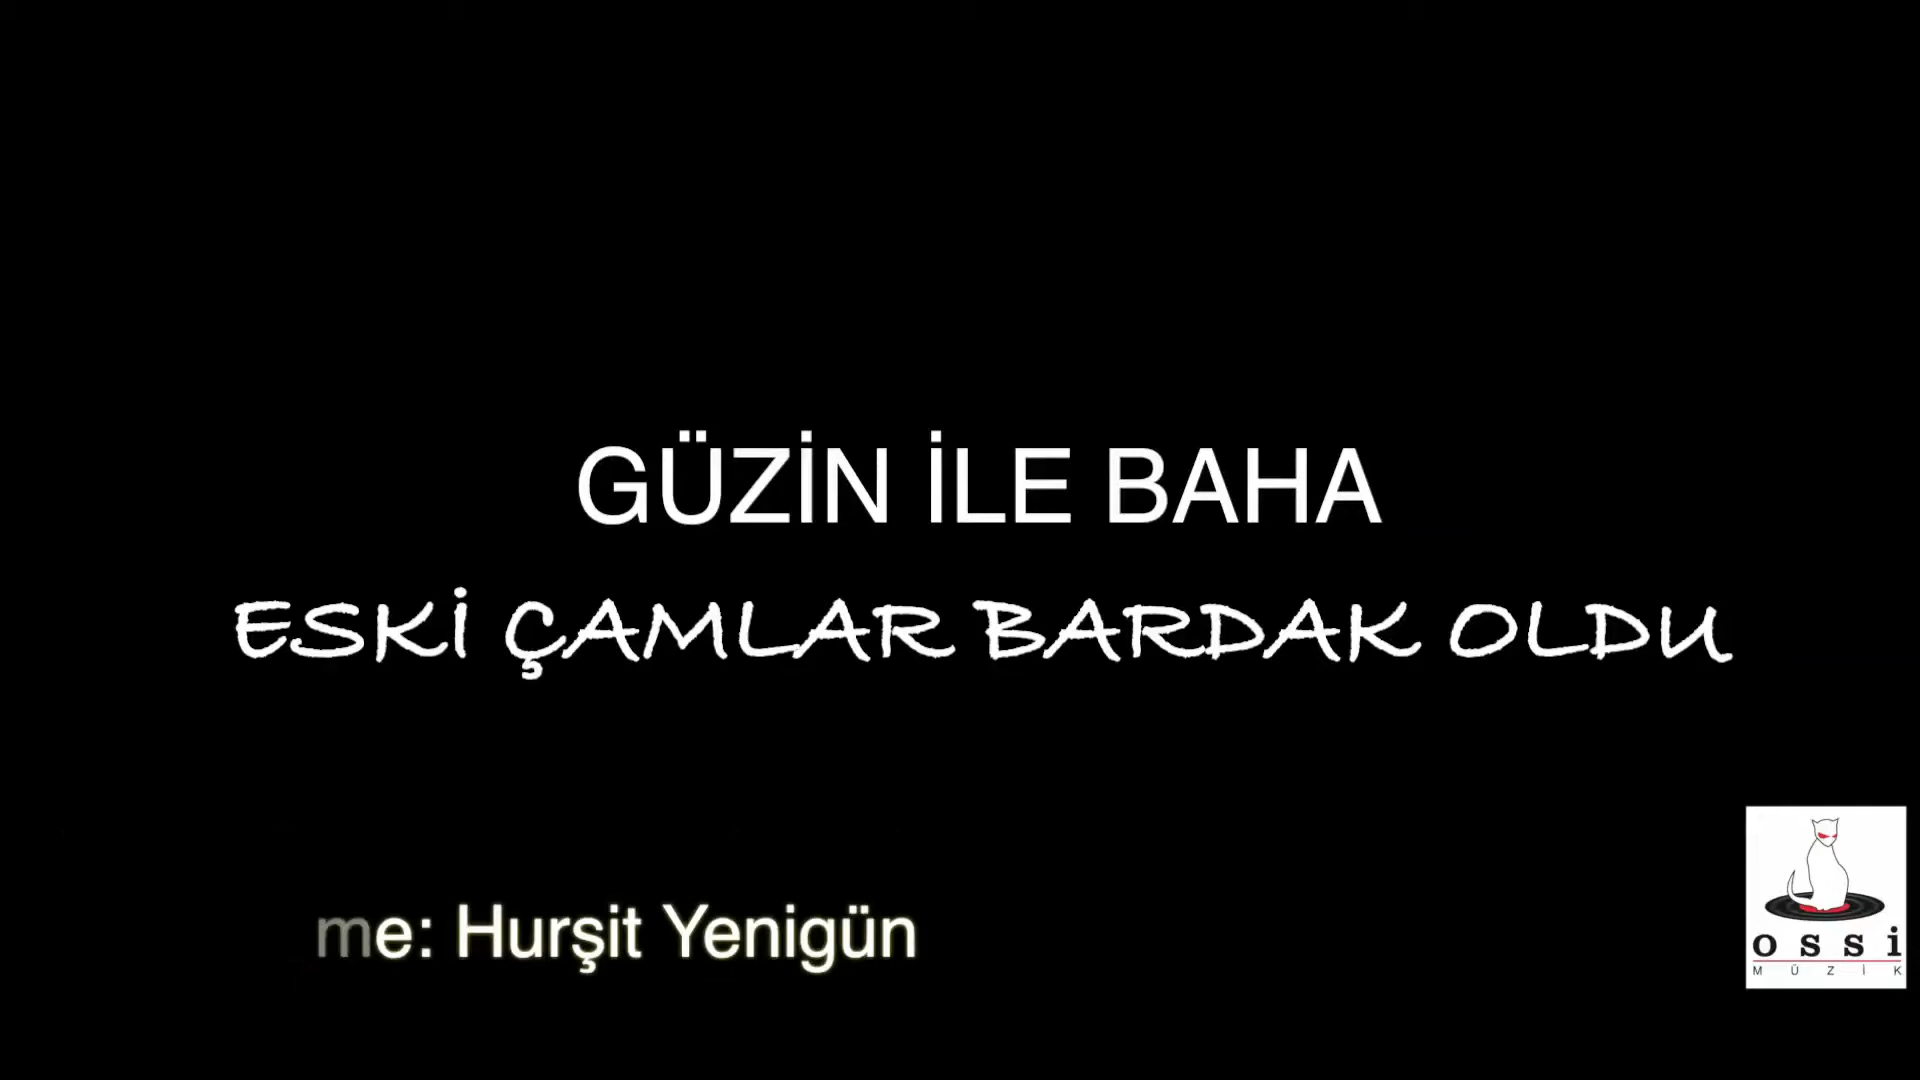 GÜZİN İLE BAHA
ESKİ ÇAMLAR BARDAK OLDU
me: Hurşit Yenigün
ossi
MÜZİK